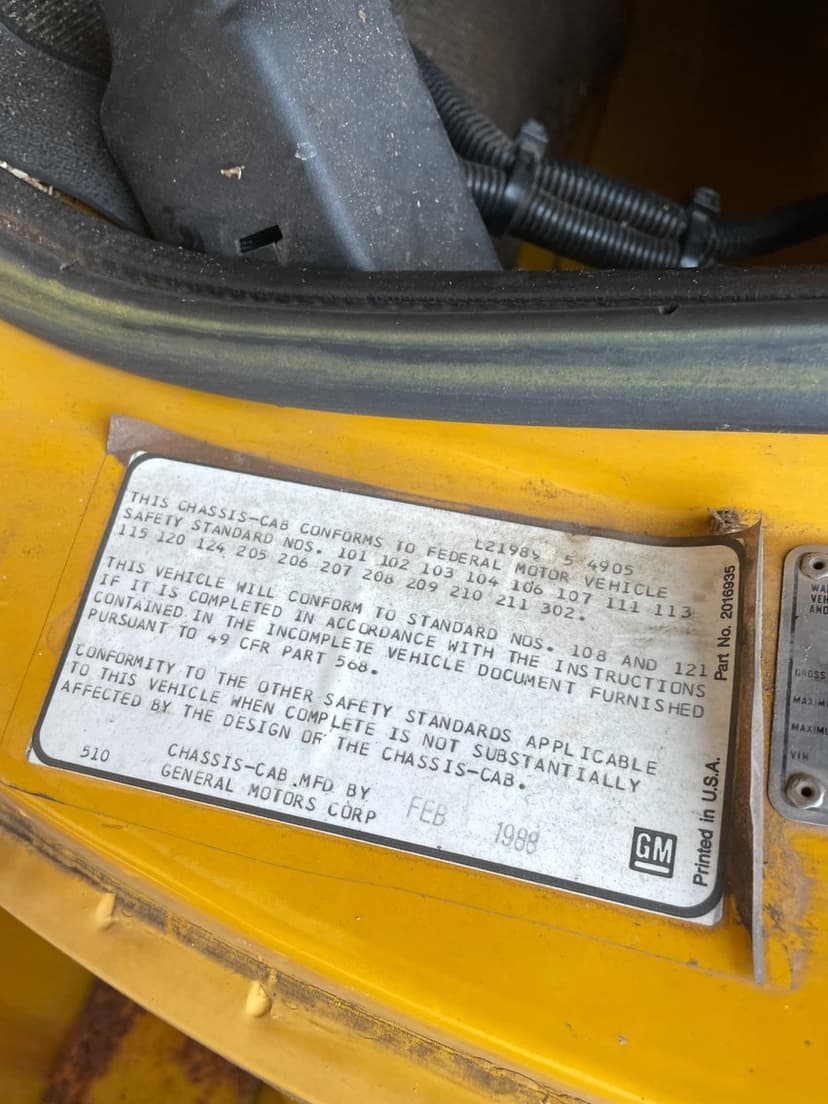 L21989 5 4905
THIS CHASSIS-CAB CONFORMS TO FEDERAL MOTOR VEHICLE
SAFETY STANDARD NOS. 101 102 103 104 106 107 111 113
115 120 124 205 206 207 208 209 210 211 302.
THIS VEHICLE WILL CONFORM TO STANDARD NOS. 108 AND 121
IF IT IS COMPLETED IN ACCORDANCE WITH THE INSTRUCTIONS
CONTAINED IN THE INCOMPLETE VEHICLE DOCUMENT FURNISHED
PURSUANT TO 49 CFR PART 568.
CONFORMITY TO THE OTHER SAFETY STANDARDS APPLICABLE
TO THIS VEHICLE WHEN COMPLETE IS NOT SUBSTANTIALLY
AFFECTED BY THE DESIGN OF THE CHASSIS-CAB.
510 CHASSIS-CAB MFD BY
GENERAL MOTORS CORP FEB 1988
GM
Printed in U.S.A. Part No. 2016935
GROSS
VIN